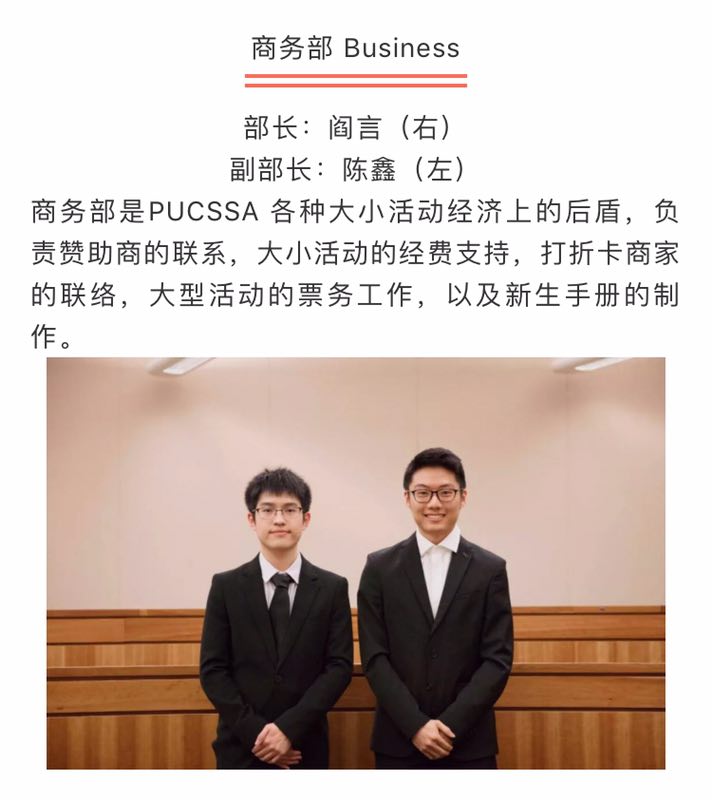 商务部 Business
部长：阎言（右）
副部长：陈鑫（左）
商务部是PUCSSA 各种大小活动经济上的后盾，负
责赞助商的联系，大小活动的经费支持，打折卡商家
的联络，大型活动的票务工作，以及新生手册的制
作。